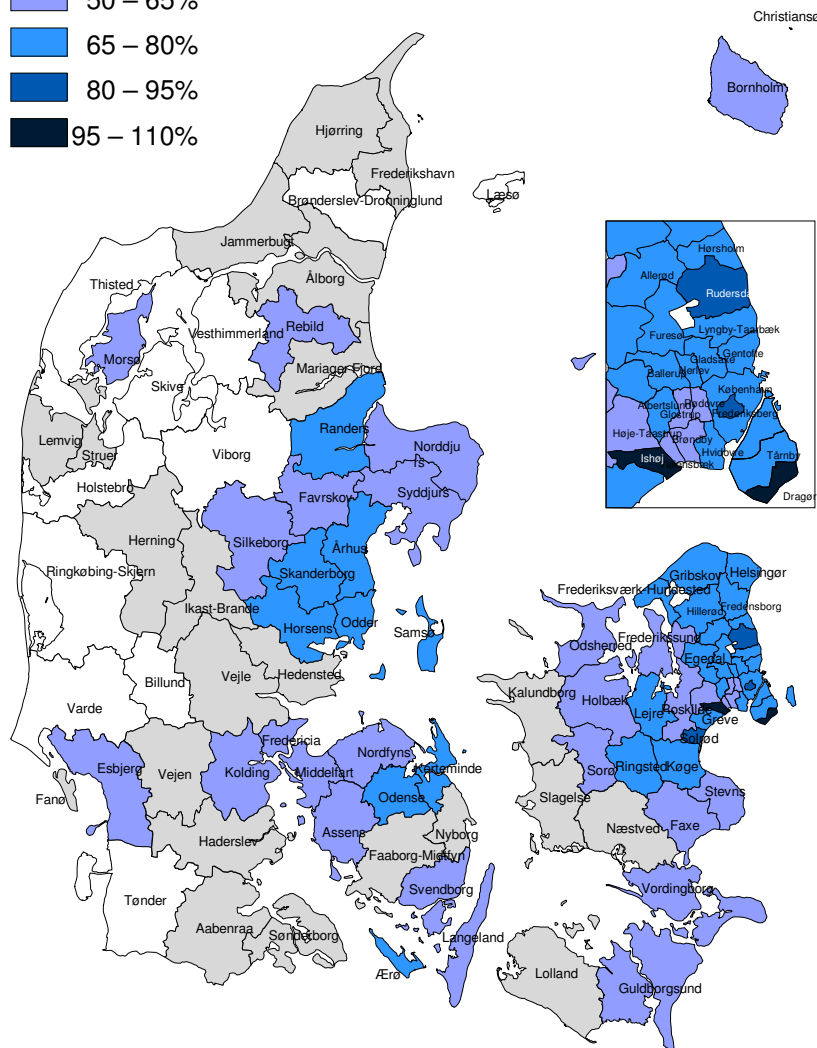 50 – 65%
65 – 80%
80 – 95%
95 – 110%
Christiansø
Bornholm
Hjørring
Frederikshavn
Brønderslev-Dronninglund
Læsø
Jammerbugt
Ålborg
Thisted
Vesthimmerland
Rebild
Morsø
Mariager Fjord
Skive
Randers
Lemvig
Struer
Viborg
Norddju
rs
Holstebro
Favrskov
Syddjurs
Herning
Silkeborg
Århus
Ringkøbing-Skjern
Skanderborg
Ikast-Brande
Horsens
Odder
Samsø
Billund
Vejle
Hedensted
Varde
Fredericia
Esbjerg
Vejen
Kolding
Middelfart
Nordfyns
Kerteminde
Odense
Fanø
Haderslev
Assens
Nyborg
Faaborg-Midtfyn
Svendborg
Tønder
Aabenraa
Sønderborg
Langeland
Ærø
Hørsholm
Allerød
Rudersda
Furesø
Lyngby-Taarbæk
Gladsaxe
Gentofte
Ballerup
Herlev
København
Albertslund
Rødovre
Glostrup
Frederiksberg
Høje-Taastrup
Brøndby
Hvidovre
Ishøj
Tårnby
Dragør
Gribskov
Helsingør
Frederiksværk-Hundested
Hillerød
Fredensborg
Frederikssund
Odsherred
Egedal
Kalundborg
Holbæk
Lejre
Roskilde
Greve
Solrød
Sorø
Ringsted
Køge
Stevns
Slagelse
Næstved
Faxe
Vordingborg
Lolland
Guldborgsund